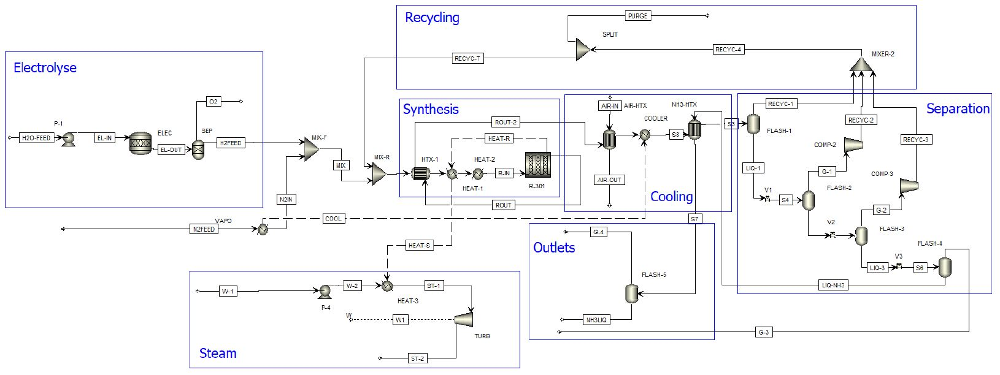 Recycling
PURGE
SPLIT
RECYC-4
RECYC-T
MIXER-2
Electrolyse
O2
P-1
H2O-FEED
EL-IN
ELEC
EL-OUT
SEP
H2FEED
MIX-F
MIX
N2IN
VAPO
N2FEED
COOL
MIX-R
Synthesis
ROUT-2
HEAT-R
HTX-1
HEAT-2
HEAT-1
R-IN
R-301
ROUT
AIR-IN
AIR-HTX
COOLER
NH3-HTX
S8
S3
AIR-OUT
Cooling
S7
Separation
RECYC-1
FLASH-1
RECYC-2
COMP-2
RECYC-3
LIQ-1
G-1
COMP-3
V1
S4
FLASH-2
G-2
V2
FLASH-3
FLASH-4
V3
LIQ-3
S6
LIQ-NH3
Outlets
G-4
FLASH-5
NH3LIQ
G-3
HEAT-S
W-1
P-4
W-2
HEAT-3
ST-1
W
W1
TURB
ST-2
Steam